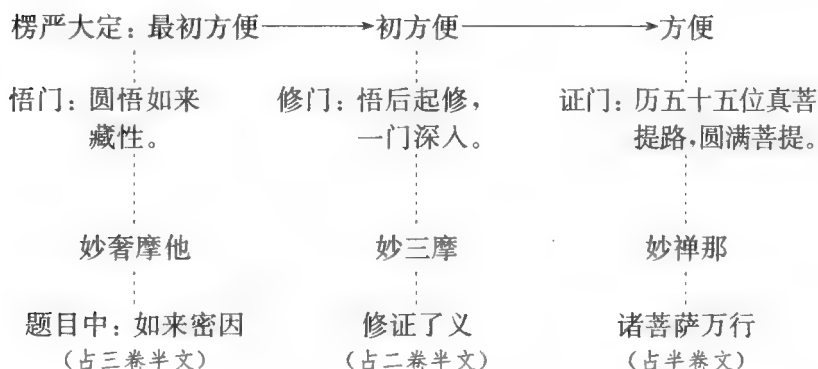 楞严大定：最初方便→初方便→方便
悟门：圆悟如来 修门：悟后起修， 证门：历五十五位真菩
藏性。 一门深入。 提路，圆满菩提。
妙奢摩他 妙三摩 妙禅那
题目中：如来密因 修证了义 诸菩萨万行
（占三卷半文） （占二卷半文） （占半卷文）